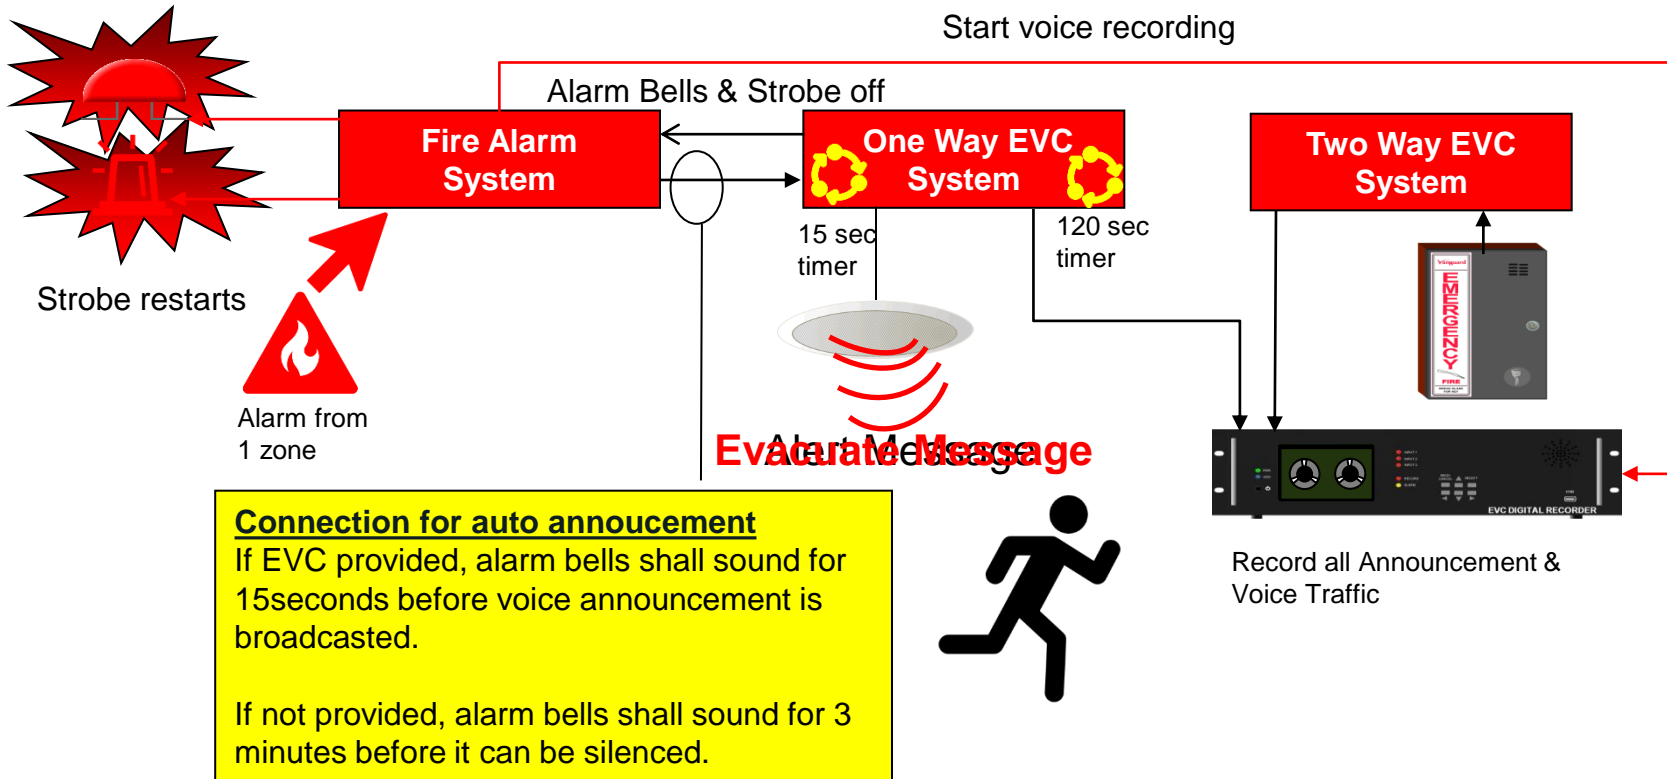 Start voice recording
Alarm Bells & Strobe off
Fire Alarm
System
One Way EVC
System
Two Way EVC
System
15 sec
timer
120 sec
timer
Strobe restarts
Alarm from
1 zone
Vanguard
EMERGENCY
FIRE
Alert Message
Evacuate Message
EVC DIGITAL RECORDER
Connection for auto annoucement
If EVC provided, alarm bells shall sound for
15seconds before voice announcement is
broadcasted.
If not provided, alarm bells shall sound for 3
minutes before it can be silenced.
Record all Announcement &
Voice Traffic